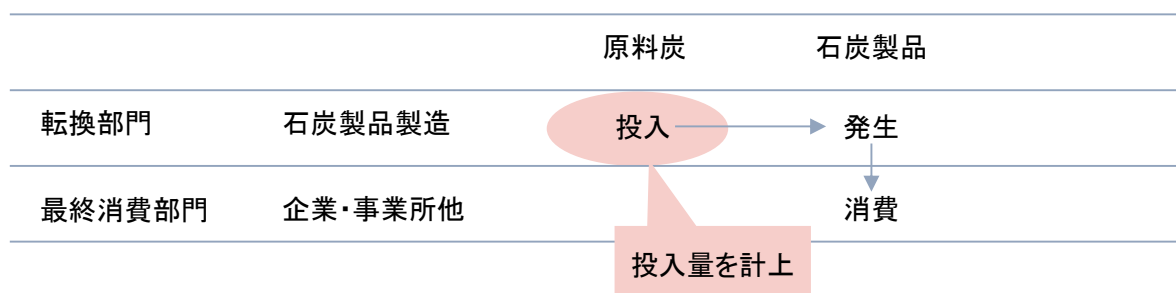 原料炭 石炭製品
転換部門 石炭製品製造 投入 発生
最終消費部門 企業・事業所他 消費
投入量を計上